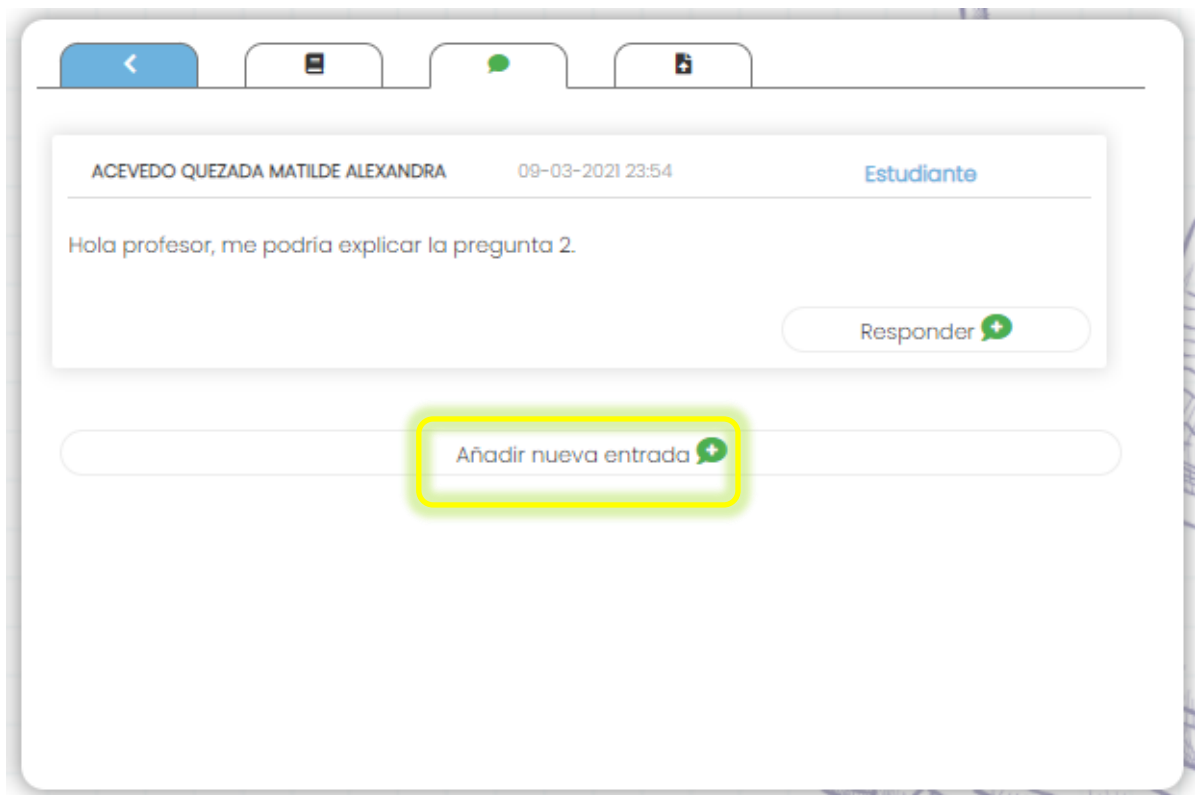 ACEVEDO QUEZADA MATILDE ALEXANDRA 09-03-2021 23:54 Estudiante
Hola profesor, me podría explicar la pregunta 2.
Responder
Añadir nueva entrada